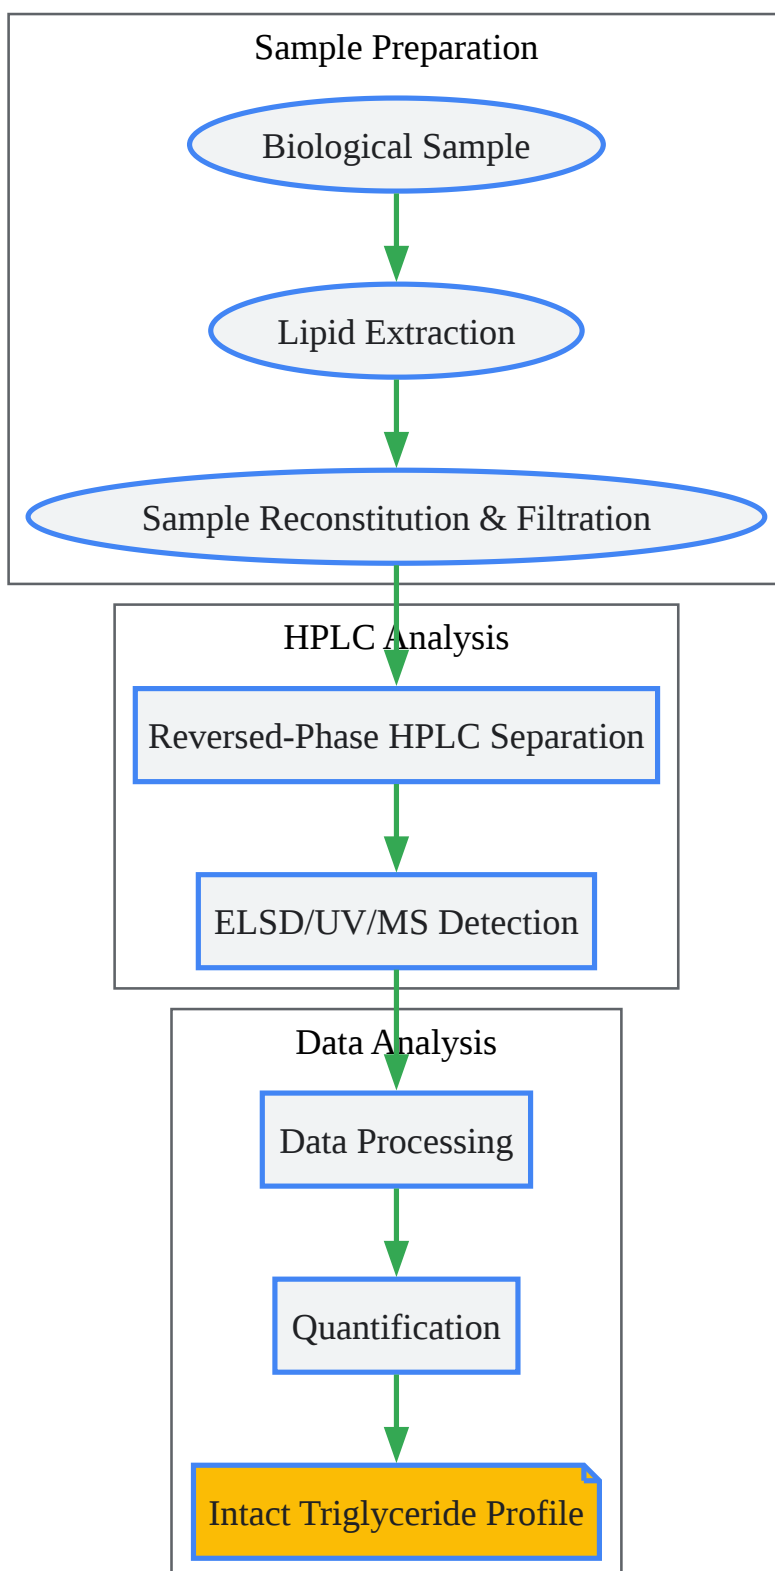 Sample Preparation
Biological Sample
Lipid Extraction
Sample Reconstitution & Filtration
HPLC Analysis
Reversed-Phase HPLC Separation
ELSD/UV/MS Detection
Data Analysis
Data Processing
Quantification
Intact Triglyceride Profile